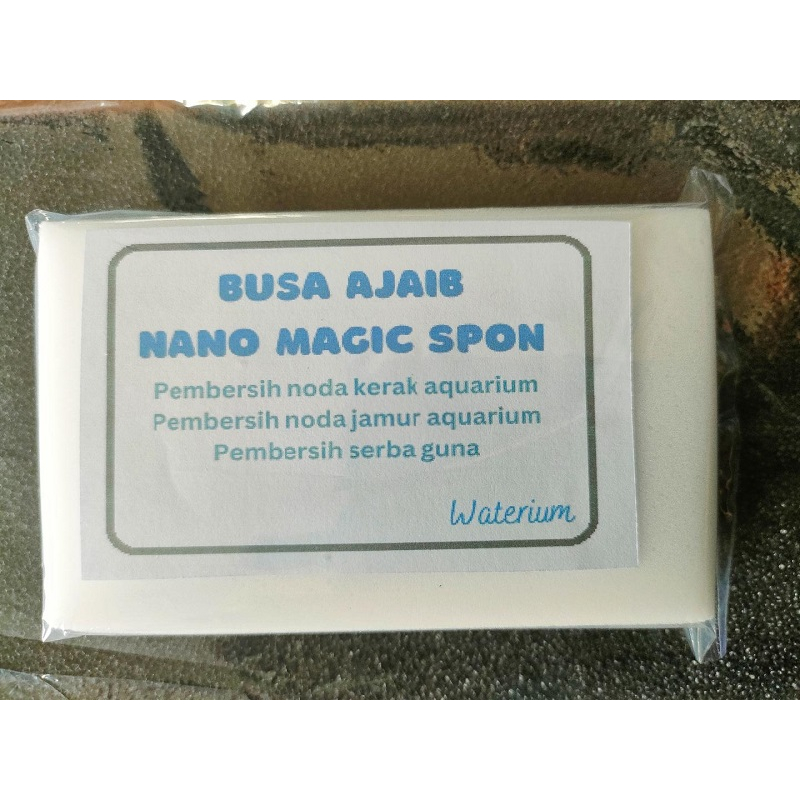 BUSA AJAIB
NANO MAGIC SPON
Pembersih noda kerak aquarium
Pembersih noda jamur aquarium
Pembersih serba guna
Waterium